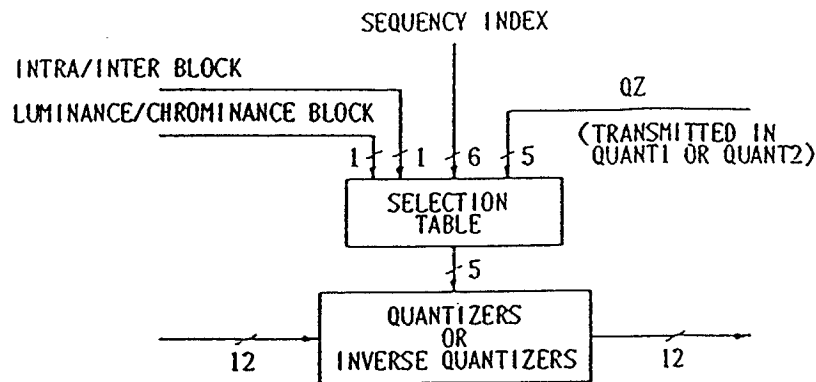 SEQUENCY INDEX
INTRA/INTER BLOCK
LUMINANCE/CHROMINANCE BLOCK
QZ
(TRANSMITTED IN
QUANT1 OR QUANT2)
1
1
6
5
SELECTION
TABLE
5
QUANTIZERS
OR
INVERSE QUANTIZERS
12
12